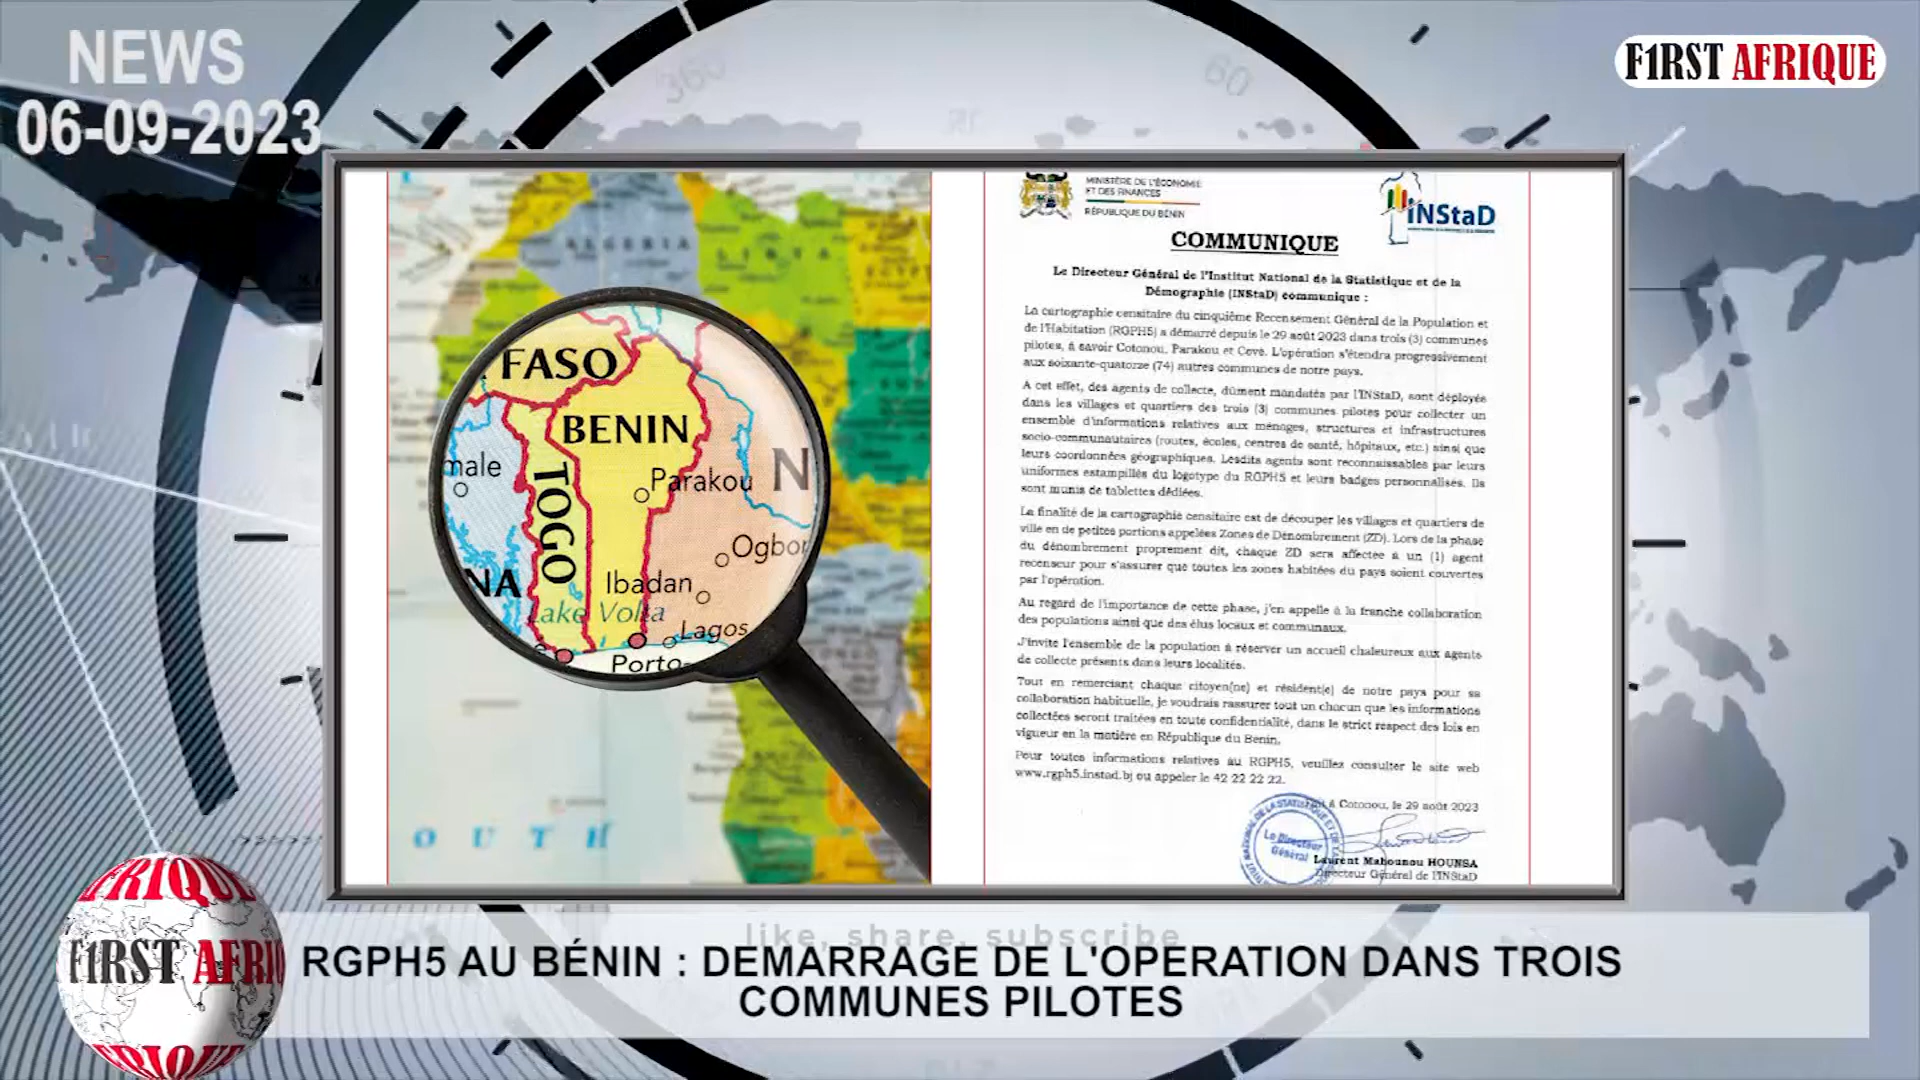 NEWS
06-09-2023
F1RST AFRIQUE
360
60
ALGERIA
LIBYA
FASO
BENIN
male
Parakou
N
TOGO
Ogbo
NA
Ibadan
Lake Volta
Lagos
Porto-
OUTH
MINISTÈRE DE L'ÉCONOMIE
ET DES FINANCES
RÉPUBLIQUE DU BÉNIN
INStaD
COMMUNIQUE
Le Directeur Général de l'Institut National de la Statistique et de la
Démographie (INStaD) communique :
La cartographie censitaire du cinquième Recensement Général de la Population et
de l'Habitation (RGPH5) a démarré depuis le 29 août 2023 dans trois (3) communes
pilotes, à savoir Cotonou, Parakou et Covè. L'opération s'étendra progressivement
aux soixante-quatorze (74) autres communes de notre pays.
A cet effet, des agents de collecte, dûment mandatés par l'INStaD, sont déployés
dans les villages et quartiers des trois (3) communes pilotes pour collecter un
ensemble d'informations relatives aux ménages, structures et infrastructures
socio-communautaires (routes, écoles, centres de santé, hôpitaux, etc.) ainsi que
leurs coordonnées géographiques. Lesdits agents sont reconnaissables par leurs
uniformes estampillés du logotype du RGPH5 et leurs badges personnalisés. Ils
sont munis de tablettes dédiées.
La finalité de la cartographie censitaire est de découper les villages et quartiers de
ville en de petites portions appelées Zones de Dénombrement (ZD). Lors de la phase
du dénombrement proprement dit, chaque ZD sera affectée à un (1) agent
recenseur pour s'assurer que toutes les zones habitées du pays soient couvertes
par l'opération.
Au regard de l'importance de cette phase, j'en appelle à la franche collaboration
des populations ainsi que des élus locaux et communaux.
J'invite l'ensemble de la population à réserver un accueil chaleureux aux agents
de collecte présents dans leurs localités.
Tout en remerciant chaque citoyen(ne) et résident(e) de notre pays pour sa
collaboration habituelle, je voudrais rassurer tout un chacun que les informations
collectées seront traitées en toute confidentialité, dans le strict respect des lois en
vigueur en la matière en République du Benin.
Pour toutes informations relatives au RGPH5, veuillez consulter le site web
www.rgph5.instad.bj ou appeler le 42 22 22 22.
à Cotonou, le 29 août 2023
Le Directeur
Général
Laurent Mahounou HOUNSA
Directeur Général de l'INStaD
like, share, subscribe
AFRIQUE
F1RST AFRI
RGPH5 AU BÉNIN : DEMARRAGE DE L'OPERATION DANS TROIS
COMMUNES PILOTES